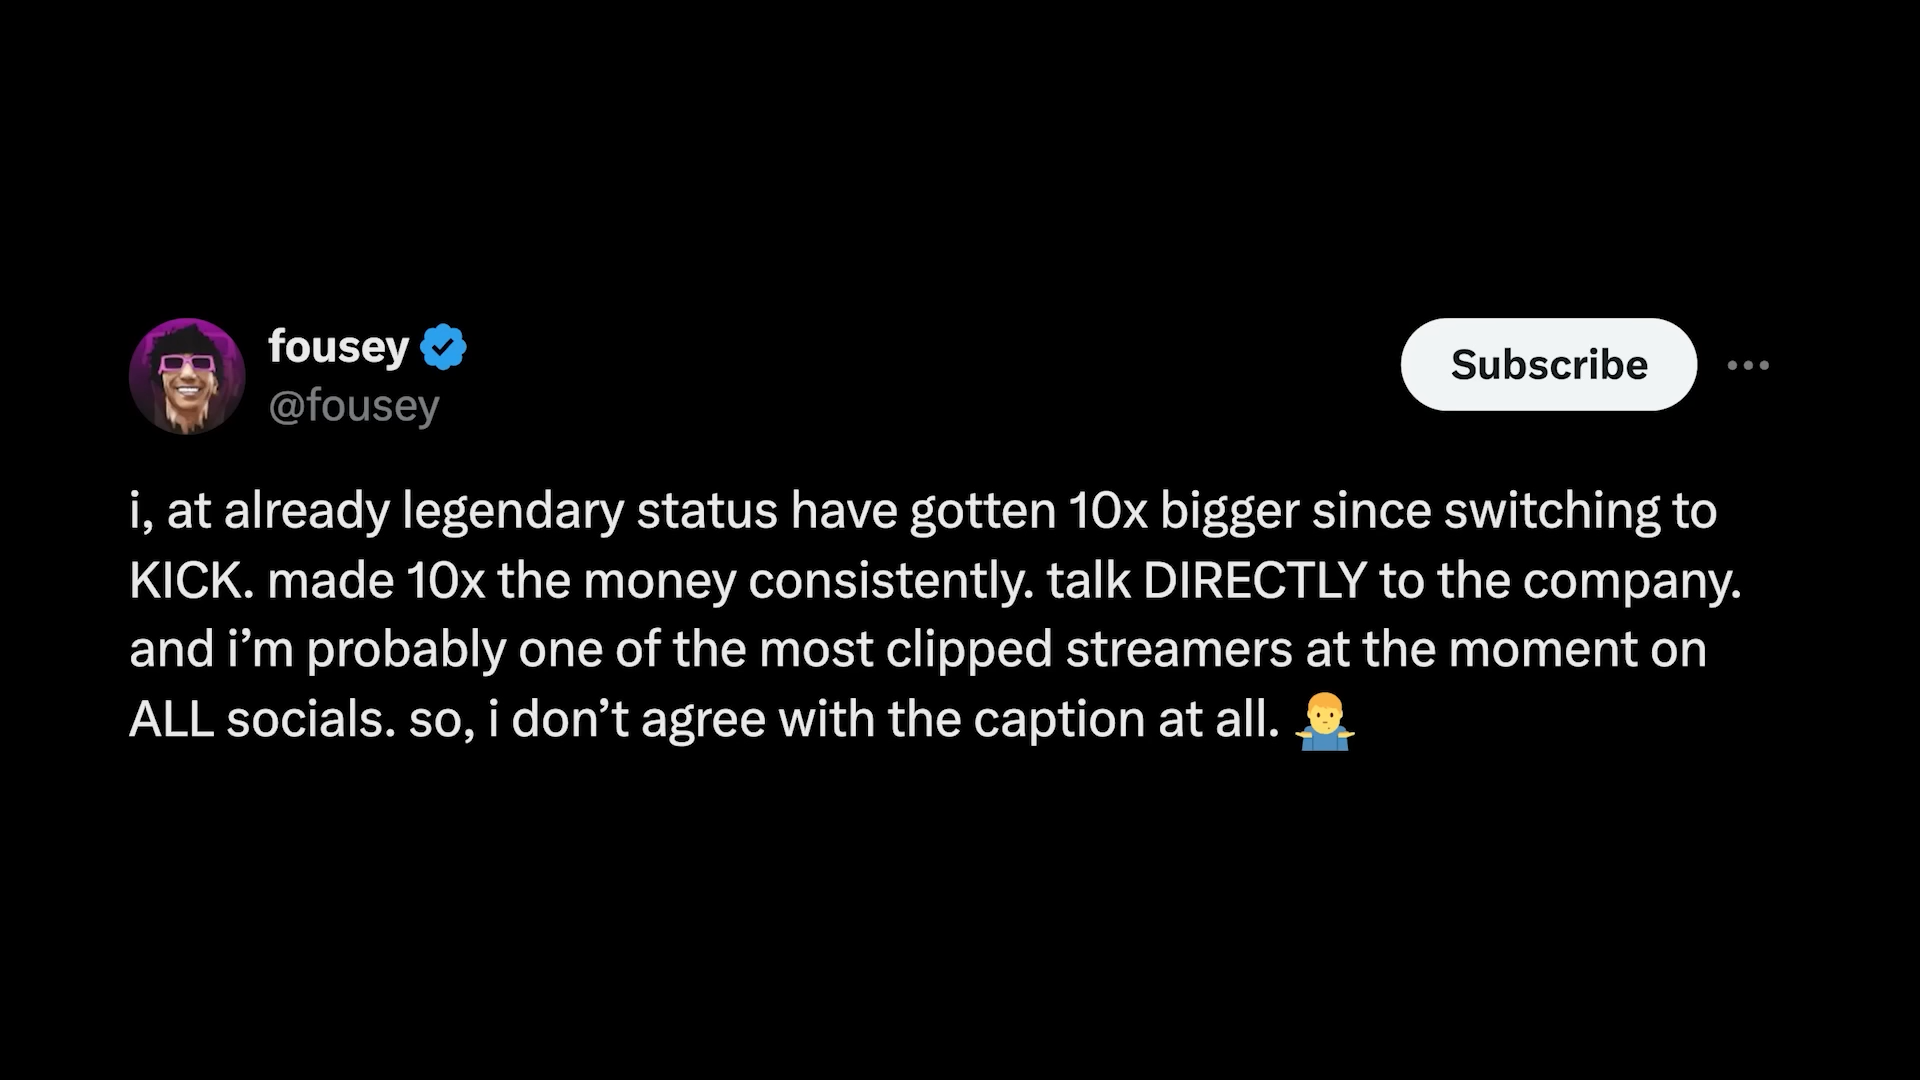 fousey
@fousey
Subscribe
i, at already legendary status have gotten 10x bigger since switching to
KICK. made 10x the money consistently. talk DIRECTLY to the company.
and i’m probably one of the most clipped streamers at the moment on
ALL socials. so, i don’t agree with the caption at all. 🤷‍♂️